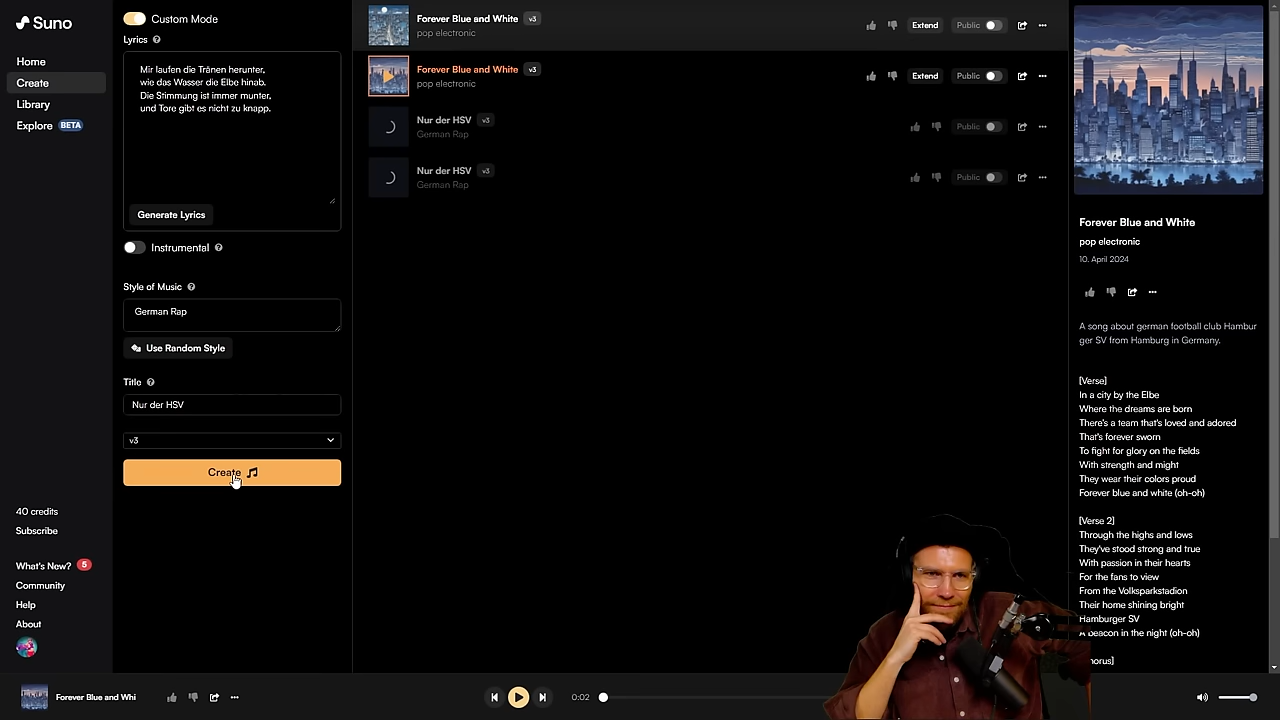 Suno
Home
Create
Library
Explore BETA
40 credits
Subscribe
What's New? 5
Community
Help
About
Custom Mode
Lyrics
Mir laufen die Tränen herunter,
wie das Wasser die Elbe hinab.
Die Stimmung ist immer munter,
und Tore gibt es nicht zu knapp.
Generate Lyrics
Instrumental
Style of Music
German Rap
Use Random Style
Title
Nur der HSV
v3
Create
Forever Blue and White v3
pop electronic
Extend Public
Forever Blue and White v3
pop electronic
Extend Public
Nur der HSV v3
German Rap
Public
Nur der HSV v3
German Rap
Public
Forever Blue and White
pop electronic
10. April 2024
A song about german football club Hambur
ger SV from Hamburg in Germany.
[Verse]
In a city by the Elbe
Where the dreams are born
There's a team that's loved and adored
That's forever sworn
To fight for glory on the fields
With strength and might
They wear their colors proud
Forever blue and white (oh-oh)
[Verse 2]
Through the highs and lows
They've stood strong and true
With passion in their hearts
For the fans to view
From the Volksparkstadion
Their home shining bright
Hamburger SV
A beacon in the night (oh-oh)
horus]
Forever Blue and Whi
0:02